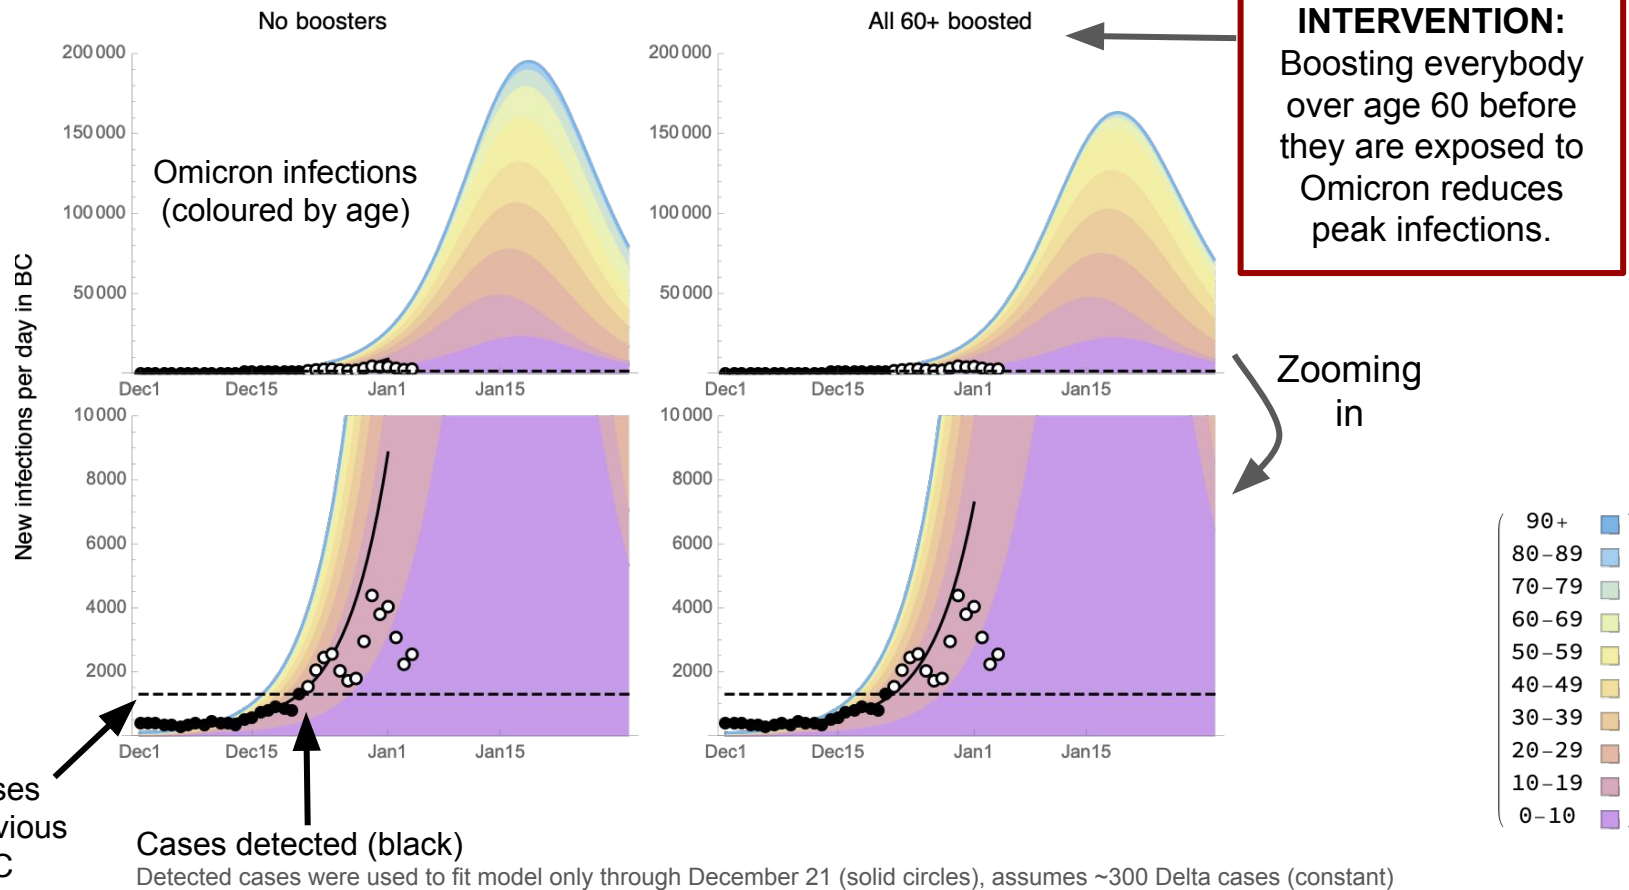 No boosters
All 60+ boosted
INTERVENTION:
Boosting everybody
over age 60 before
they are exposed to
Omicron reduces
peak infections.
New infections per day in BC
200 000
150 000
100 000
50 000
Omicron infections
(coloured by age)
Dec1 Dec15 Jan1 Jan15
200 000
150 000
100 000
50 000
Dec1 Dec15 Jan1 Jan15
Zooming
in
10 000
8000
6000
4000
2000
Dec1 Dec15 Jan1 Jan15
10 000
8000
6000
4000
2000
Dec1 Dec15 Jan1 Jan15
90+
80-89
70-79
60-69
50-59
40-49
30-39
20-29
10-19
0-10
Cases detected (black)
Detected cases were used to fit model only through December 21 (solid circles), assumes ~300 Delta cases (constant)